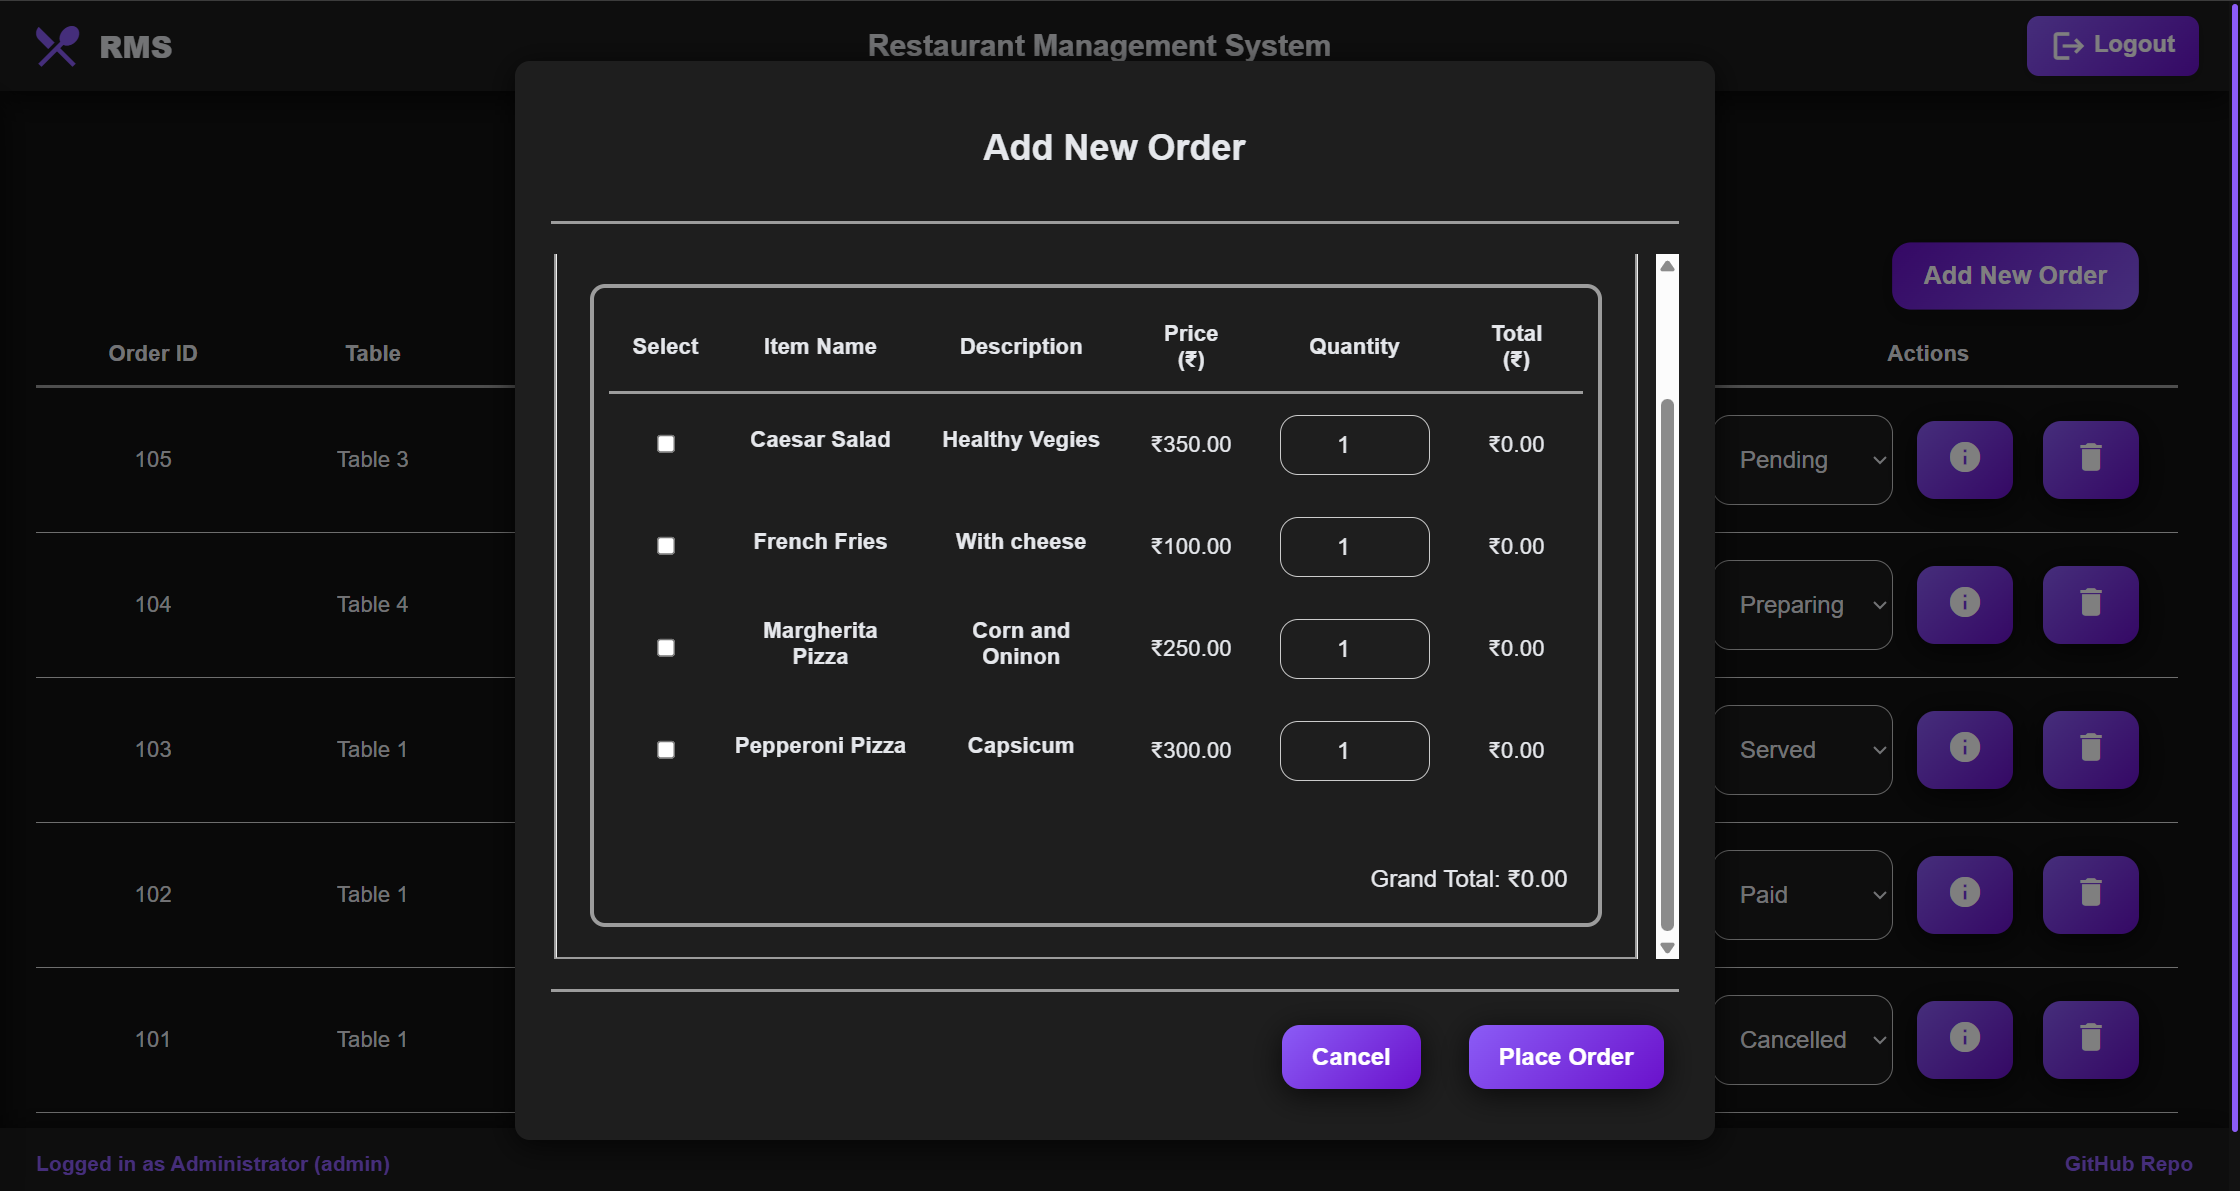 RMS
Restaurant Management System
Logout
Add New Order
Add New Order
Order ID Table Actions
Select Item Name Description Price (₹) Quantity Total (₹)
Caesar Salad Healthy Vegies ₹350.00 1 ₹0.00
French Fries With cheese ₹100.00 1 ₹0.00
Margherita Pizza Corn and Oninon ₹250.00 1 ₹0.00
Pepperoni Pizza Capsicum ₹300.00 1 ₹0.00
Grand Total: ₹0.00
Cancel Place Order
105 Table 3 Pending
104 Table 4 Preparing
103 Table 1 Served
102 Table 1 Paid
101 Table 1 Cancelled
Logged in as Administrator (admin)
GitHub Repo